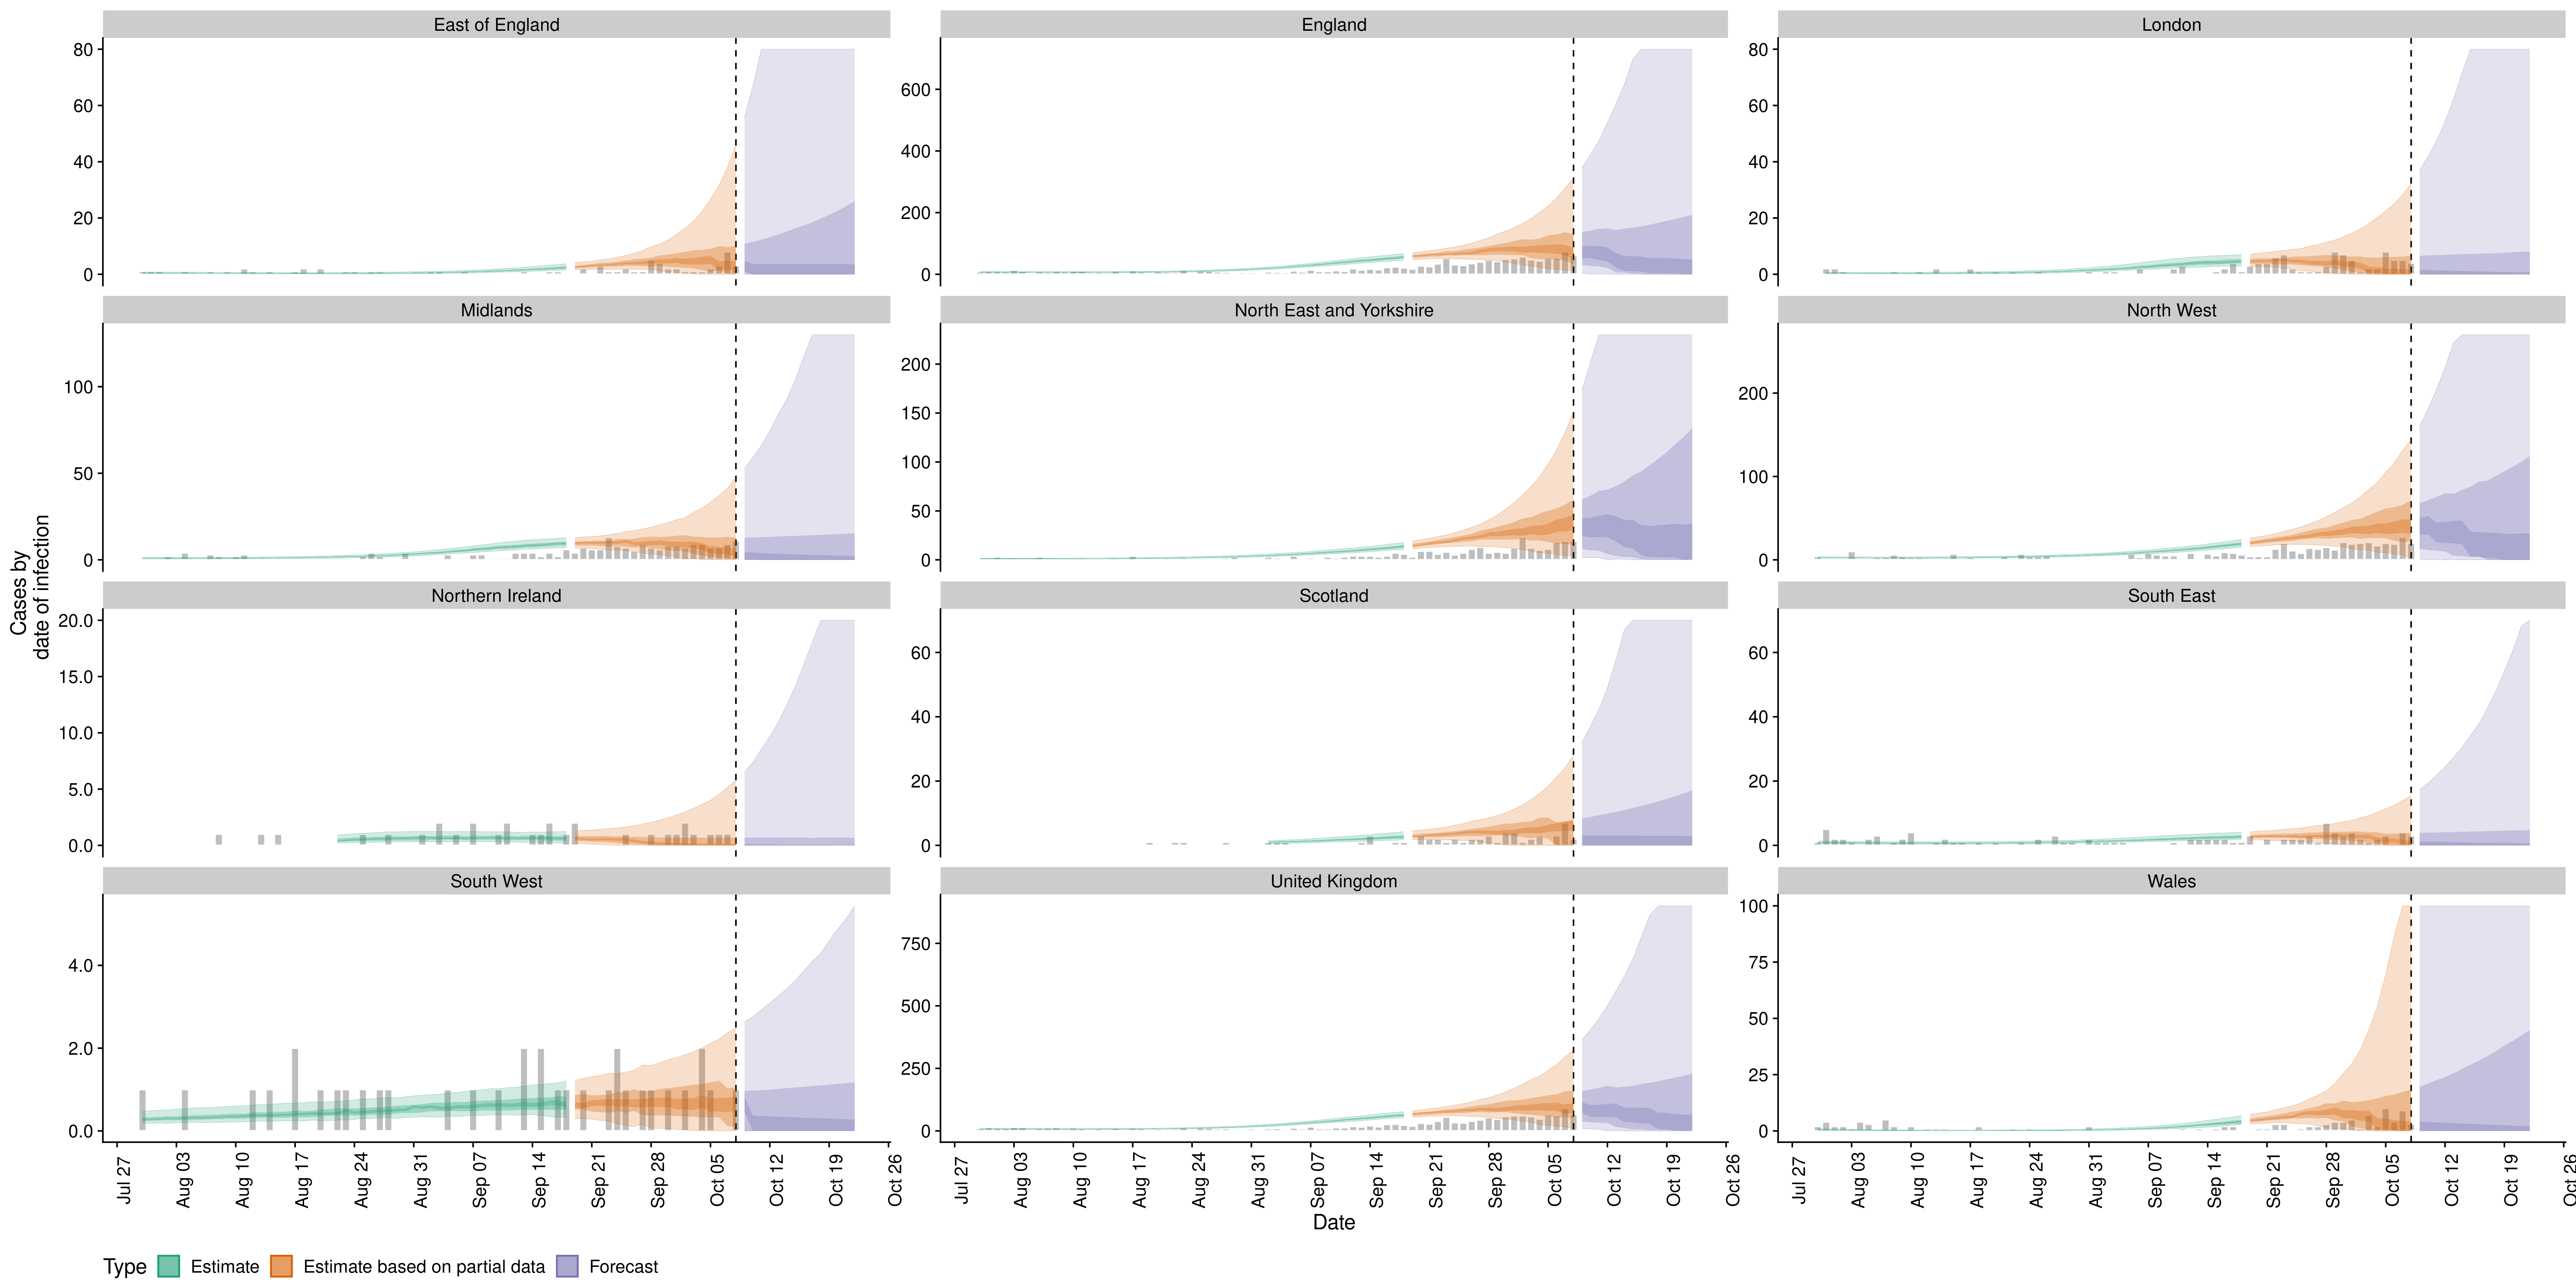 East of England
England
London
80
60
40
20
0
600
400
200
0
80
60
40
20
0
Midlands
North East and Yorkshire
North West
100
50
0
200
150
100
50
0
200
100
0
Cases by
date of infection
Northern Ireland
Scotland
South East
20.0
15.0
10.0
5.0
0.0
60
40
20
0
60
40
20
0
South West
United Kingdom
Wales
4.0
2.0
0.0
750
500
250
0
100
75
50
25
0
Jul 27
Aug 03
Aug 10
Aug 17
Aug 24
Aug 31
Sep 07
Sep 14
Sep 21
Sep 28
Oct 05
Oct 12
Oct 19
Oct 26
Jul 27
Aug 03
Aug 10
Aug 17
Aug 24
Aug 31
Sep 07
Sep 14
Sep 21
Sep 28
Oct 05
Oct 12
Oct 19
Oct 26
Jul 27
Aug 03
Aug 10
Aug 17
Aug 24
Aug 31
Sep 07
Sep 14
Sep 21
Sep 28
Oct 05
Oct 12
Oct 19
Oct 26
Date
Type Estimate Estimate based on partial data Forecast